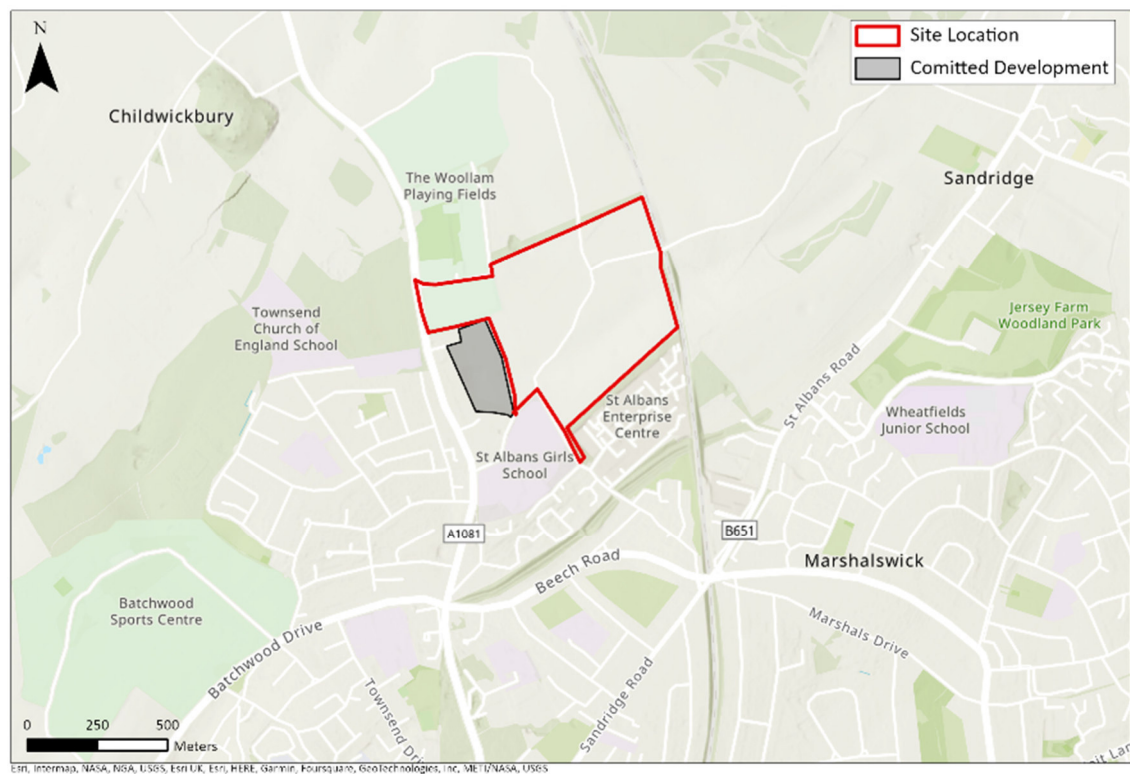 N
Site Location
Comitted Development
Childwickbury
The Woollam
Playing Fields
Sandridge
Townsend
Church of
England School
Jersey Farm
Woodland Park
St Albans Road
St Albans
Enterprise
Centre
Wheatfields
Junior School
St Albans Girls
School
A1081
B651
Beech Road
Marshalswick
Batchwood
Sports Centre
Marshals Drive
Batchwood Drive
Sandridge Road
Townsend Dri
0 250 500
Meters
Esri, Intermap, NASA, NGA, USGS, Esri UK, Esri, HERE, Garmin, Foursquare, GeoTechnologies, Inc, METI/NASA, USGS